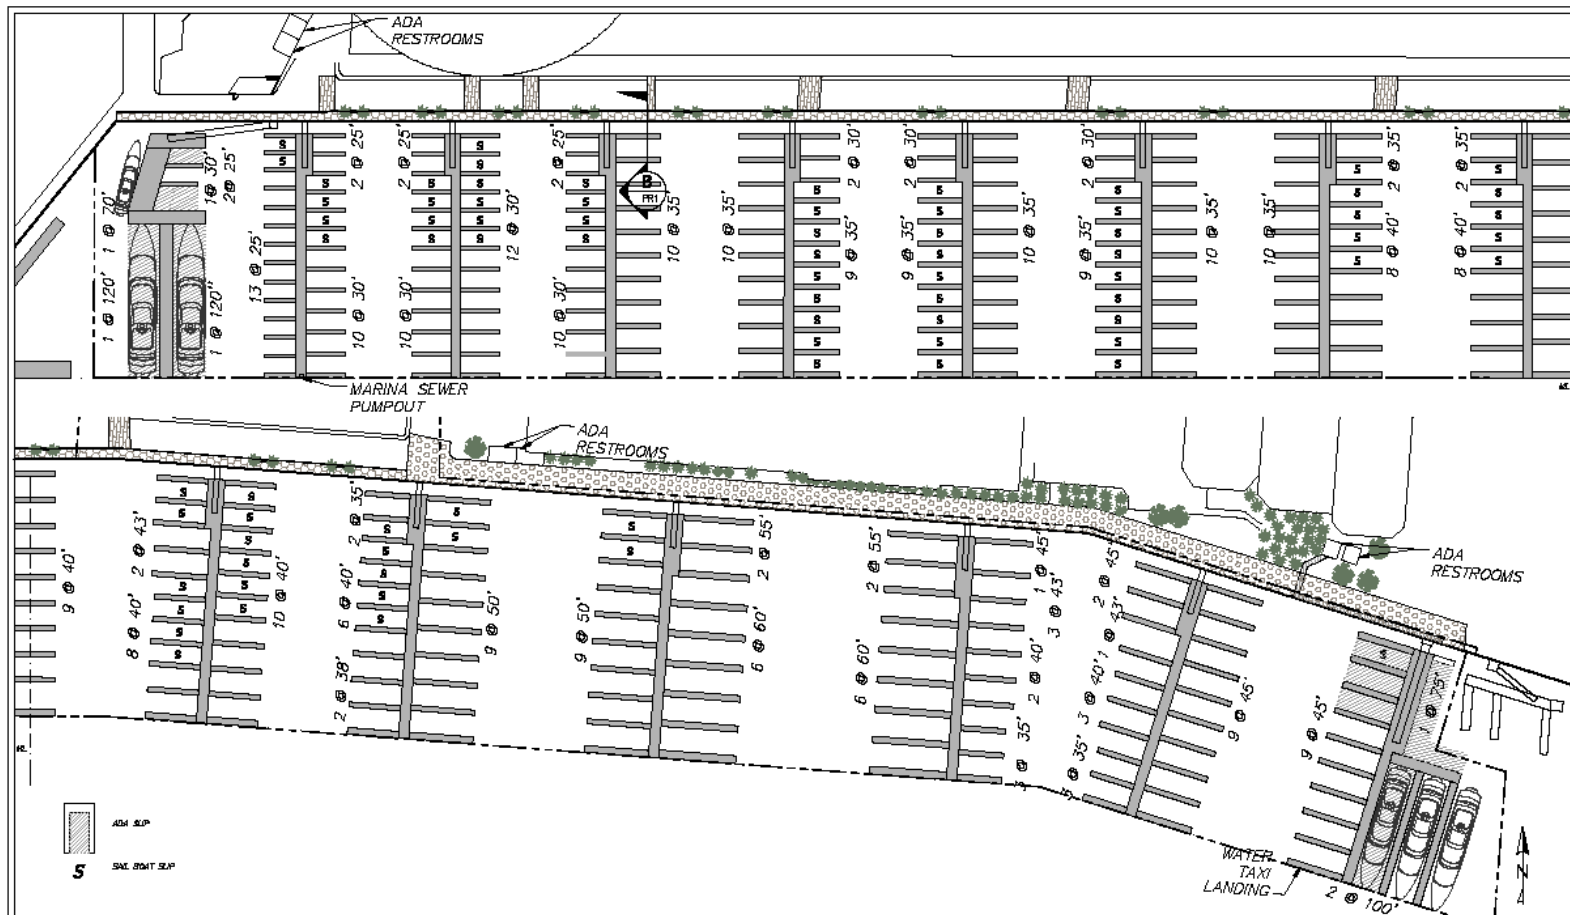 ADA
RESTROOMS
1 @ 30'
2 @ 25'
1 @ 70'
1 @ 120'
1 @ 120"
13 @ 25'
2 @ 25'
10 @ 30'
2 @ 25'
10 @ 30'
12 @ 30'
2 @ 25'
10 @ 30'
B
PR1
10 @ 35'
10 @ 35'
2 @ 30'
9 @ 35'
2 @ 30'
9 @ 35'
10 @ 35'
2 @ 30'
9 @ 35'
10 @ 35'
10 @ 35'
2 @ 35'
8 @ 40'
2 @ 35'
8 @ 40'
MARINA SEWER
PUMPOUT
ADA
RESTROOMS
9 @ 40'
2 @ 43'
8 @ 40'
10 @ 40'
2 @ 35'
6 @ 40'
2 @ 38'
9 @ 50'
9 @ 50'
2 @ 55'
6 @ 60'
2 @ 55'
6 @ 60'
1 @ 45'
3 @ 43'
2 @ 40'
3 @ 35'
2 @ 45'
1 @ 43'
3 @ 40'
5 @ 35'
9 @ 45'
9 @ 45'
1 @ 75'
ADA
RESTROOMS
WATER
TAXI
LANDING
2 @ 100'
N
ADA SLIP
S SAIL BOAT SLIP